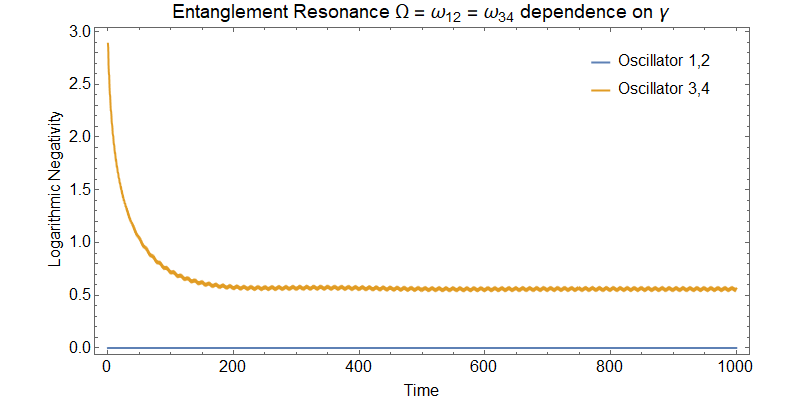 Entanglement Resonance Ω = ω₁₂ = ω₃₄ dependence on γ
Oscillator 1,2
Oscillator 3,4
Logarithmic Negativity
3.0
2.5
2.0
1.5
1.0
0.5
0.0
0 200 400 600 800 1000
Time